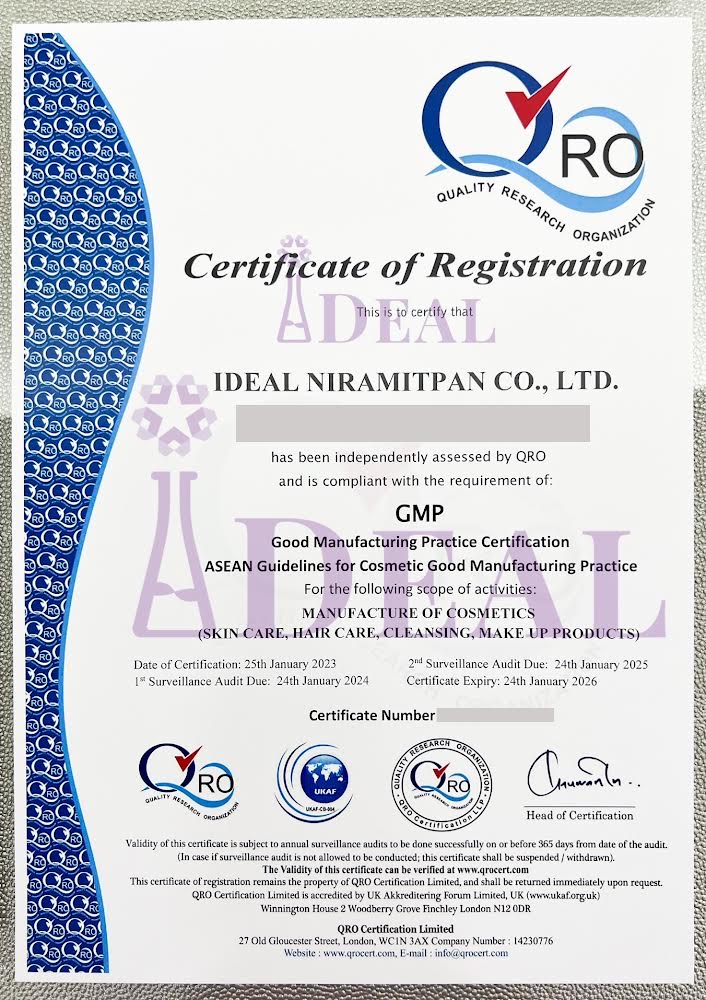 QRO
QUALITY RESEARCH ORGANIZATION
Certificate of Registration
This is to certify that
IDEAL
IDEAL NIRAMITPAN CO., LTD.
has been independently assessed by QRO
and is compliant with the requirement of:
GMP
IDEAL
Good Manufacturing Practice Certification
ASEAN Guidelines for Cosmetic Good Manufacturing Practice
For the following scope of activities:
MANUFACTURE OF COSMETICS
(SKIN CARE, HAIR CARE, CLEANSING, MAKE UP PRODUCTS)
Date of Certification: 25th January 2023
2nd Surveillance Audit Due: 24th January 2025
1st Surveillance Audit Due: 24th January 2024
Certificate Expiry: 24th January 2026
Certificate Number
QRO
QUALITY RESEARCH ORGANIZATION
UKAF
UKAF-CB-004
QUALITY RESEARCH ORGANIZATION
QRO
QUALITY RESEARCH ORGANIZATION
QRO Certification LLP
Head of Certification
Validity of this certificate is subject to annual surveillance audits to be done successfully on or before 365 days from date of the audit.
(In case if surveillance audit is not allowed to be conducted; this certificate shall be suspended / withdrawn).
The Validity of this certificate can be verified at www.qrocert.com
This certificate of registration remains the property of QRO Certification Limited, and shall be returned immediately upon request.
QRO Certification Limited is accredited by UK Akkreditering Forum Limited, UK (www.ukaf.org.uk)
Winnington House 2 Woodberry Grove Finchley London N12 0DR
QRO Certification Limited
27 Old Gloucester Street, London, WC1N 3AX Company Number : 14230776
Website : www.qrocert.com, E-mail : info@qrocert.com